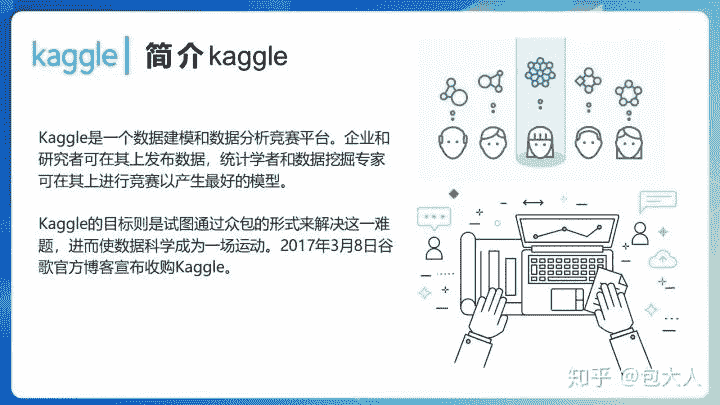 kaggle 简介kaggle
Kaggle是一个数据建模和数据分析竞赛平台。企业和
研究者可在其上发布数据，统计学者和数据挖掘专家
可在其上进行竞赛以产生最好的模型。
Kaggle的目标则是试图通过众包的形式来解决这一难
题，进而使数据科学成为一场运动。2017年3月8日谷
歌官方博客宣布收购Kaggle。
知乎 @包大人